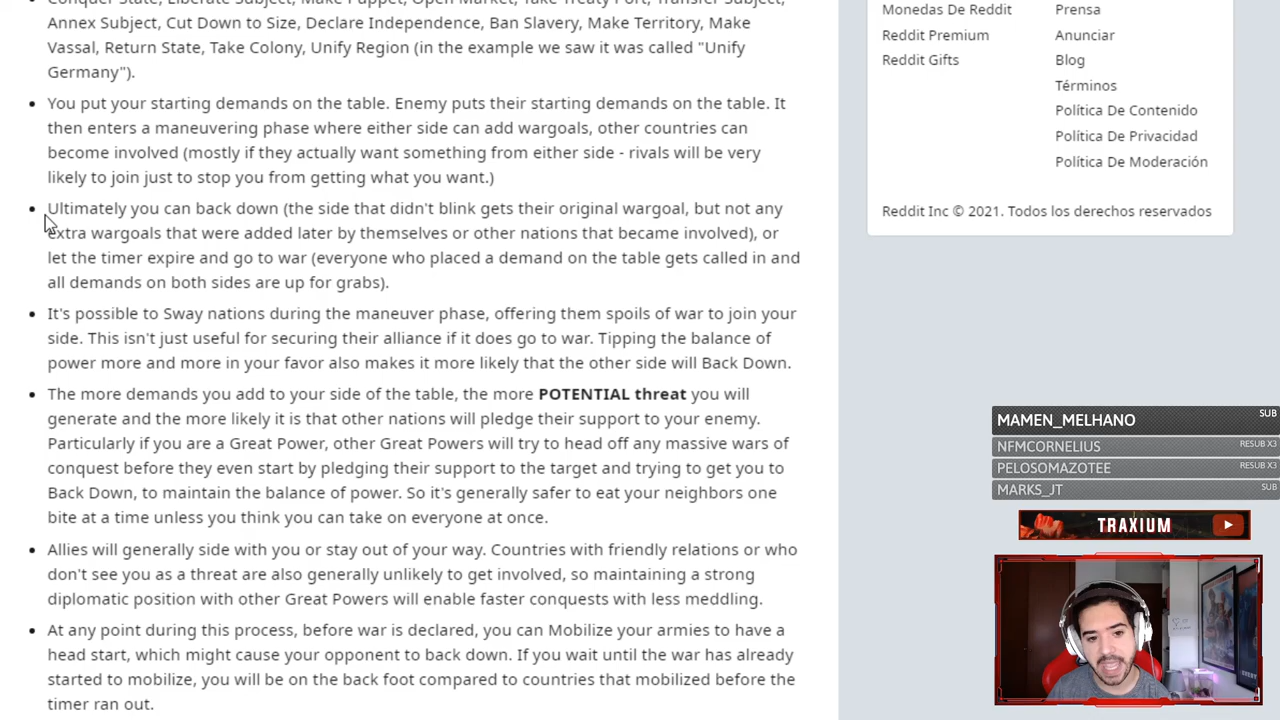 Conquer State, Liberate Subject, Make Puppet, Open Market, Take Treaty Port, Transfer Subject,
Annex Subject, Cut Down to Size, Declare Independence, Ban Slavery, Make Territory, Make
Vassal, Return State, Take Colony, Unify Region (in the example we saw it was called "Unify
Germany").
You put your starting demands on the table. Enemy puts their starting demands on the table. It
then enters a maneuvering phase where either side can add wargoals, other countries can
become involved (mostly if they actually want something from either side - rivals will be very
likely to join just to stop you from getting what you want.)
Ultimately you can back down (the side that didn't blink gets their original wargoal, but not any
extra wargoals that were added later by themselves or other nations that became involved), or
let the timer expire and go to war (everyone who placed a demand on the table gets called in and
all demands on both sides are up for grabs).
It's possible to Sway nations during the maneuver phase, offering them spoils of war to join your
side. This isn't just useful for securing their alliance if it does go to war. Tipping the balance of
power more and more in your favor also makes it more likely that the other side will Back Down.
The more demands you add to your side of the table, the more POTENTIAL threat you will
generate and the more likely it is that other nations will pledge their support to your enemy.
Particularly if you are a Great Power, other Great Powers will try to head off any massive wars of
conquest before they even start by pledging their support to the target and trying to get you to
Back Down, to maintain the balance of power. So it's generally safer to eat your neighbors one
bite at a time unless you think you can take on everyone at once.
Allies will generally side with you or stay out of your way. Countries with friendly relations or who
don't see you as a threat are also generally unlikely to get involved, so maintaining a strong
diplomatic position with other Great Powers will enable faster conquests with less meddling.
At any point during this process, before war is declared, you can Mobilize your armies to have a
head start, which might cause your opponent to back down. If you wait until the war has already
started to mobilize, you will be on the back foot compared to countries that mobilized before the
timer ran out.
Monedas De Reddit
Reddit Premium
Reddit Gifts
Prensa
Anunciar
Blog
Términos
Política De Contenido
Política De Privacidad
Política De Moderación
Reddit Inc © 2021. Todos los derechos reservados
MAMEN_MELHANO SUB
NFMCORNELIUS RESUB X3
PELOSOMAZOTEE RESUB X3
MARKS_JT SUB
TRAXIUM